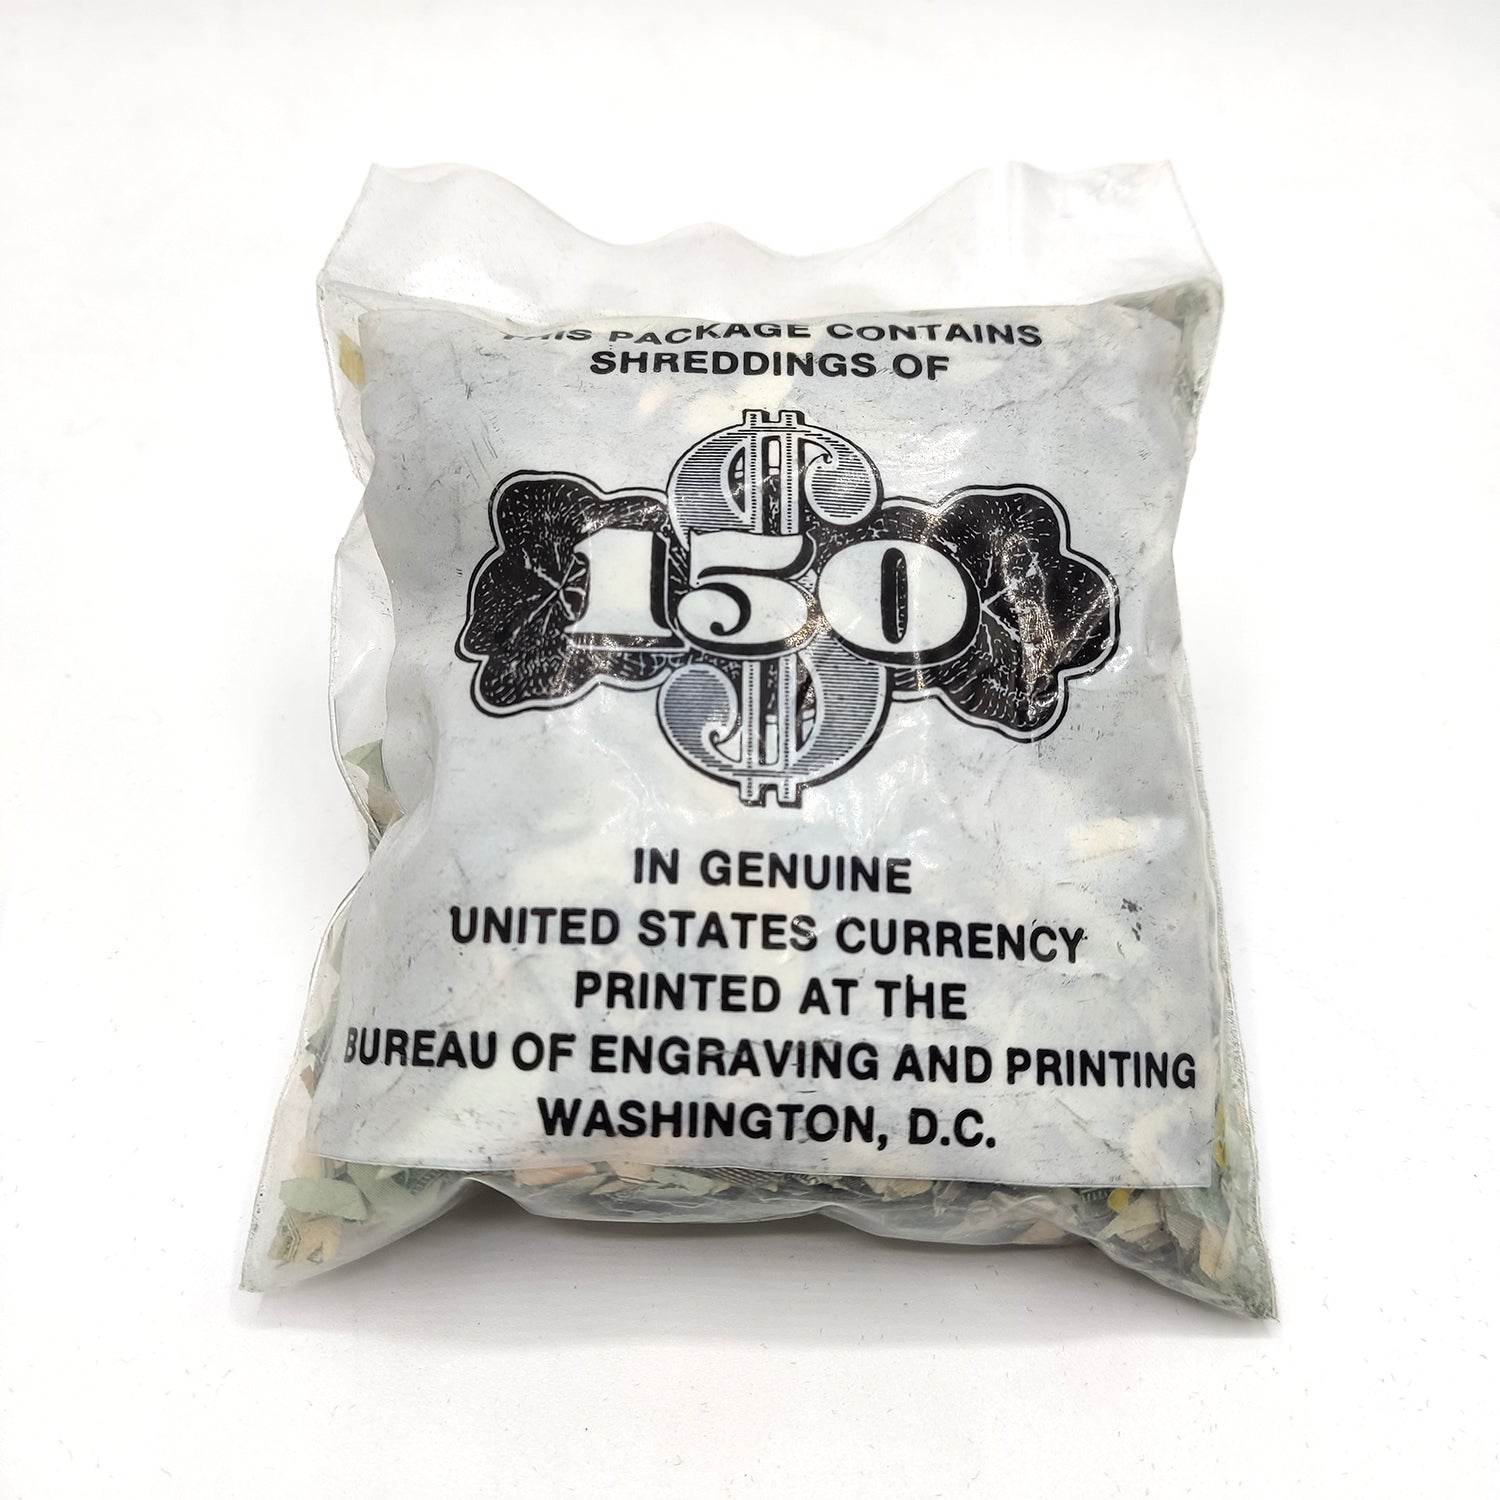 THIS PACKAGE CONTAINS
SHREDDINGS OF
$
150
IN GENUINE
UNITED STATES CURRENCY
PRINTED AT THE
BUREAU OF ENGRAVING AND PRINTING
WASHINGTON, D.C.